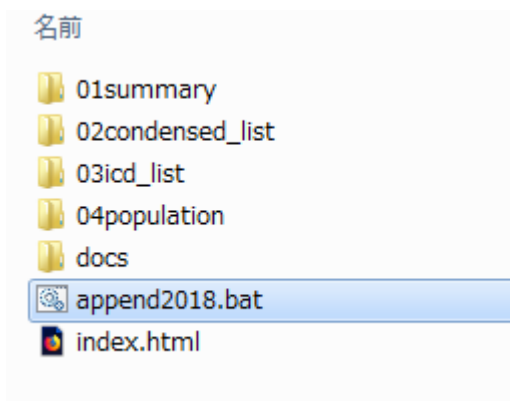 名前
01summary
02condensed_list
03icd_list
04population
docs
append2018.bat
index.html